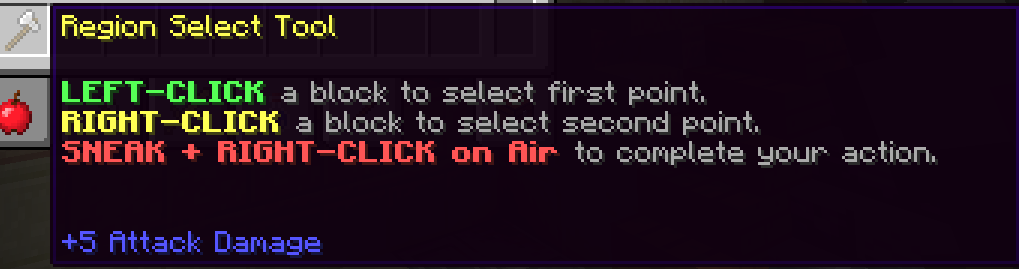 Region Select Tool
LEFT-CLICK a block to select first point.
RIGHT-CLICK a block to select second point.
SNEAK + RIGHT-CLICK on Air to complete your action.
+5 Attack Damage